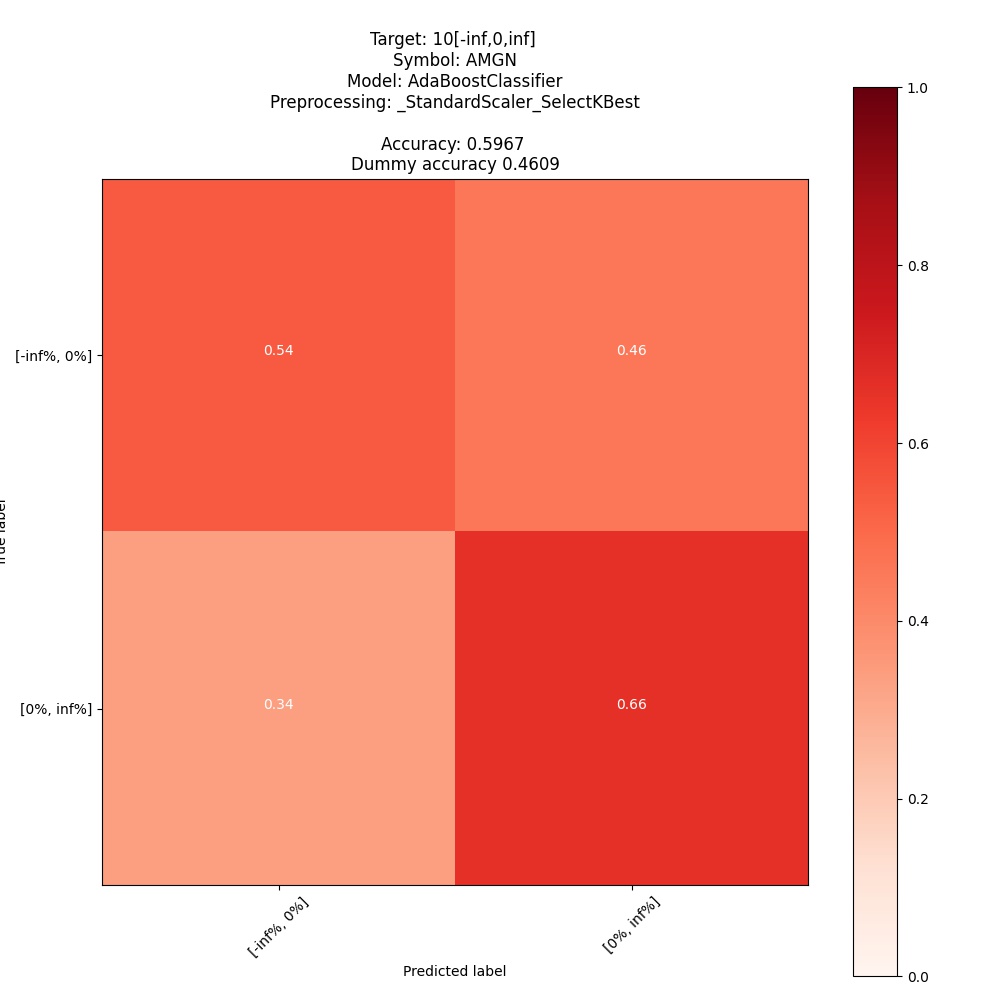 Target: 10[-inf,0,inf]
Symbol: AMGN
Model: AdaBoostClassifier
Preprocessing: _StandardScaler_SelectKBest
Accuracy: 0.5967
Dummy accuracy 0.4609
1.0
0.8
0.6
0.4
0.2
0.0
[-inf%, 0%]
0.54
0.46
[0%, inf%]
0.34
0.66
[-inf%, 0%]
[0%, inf%]
Predicted label
label